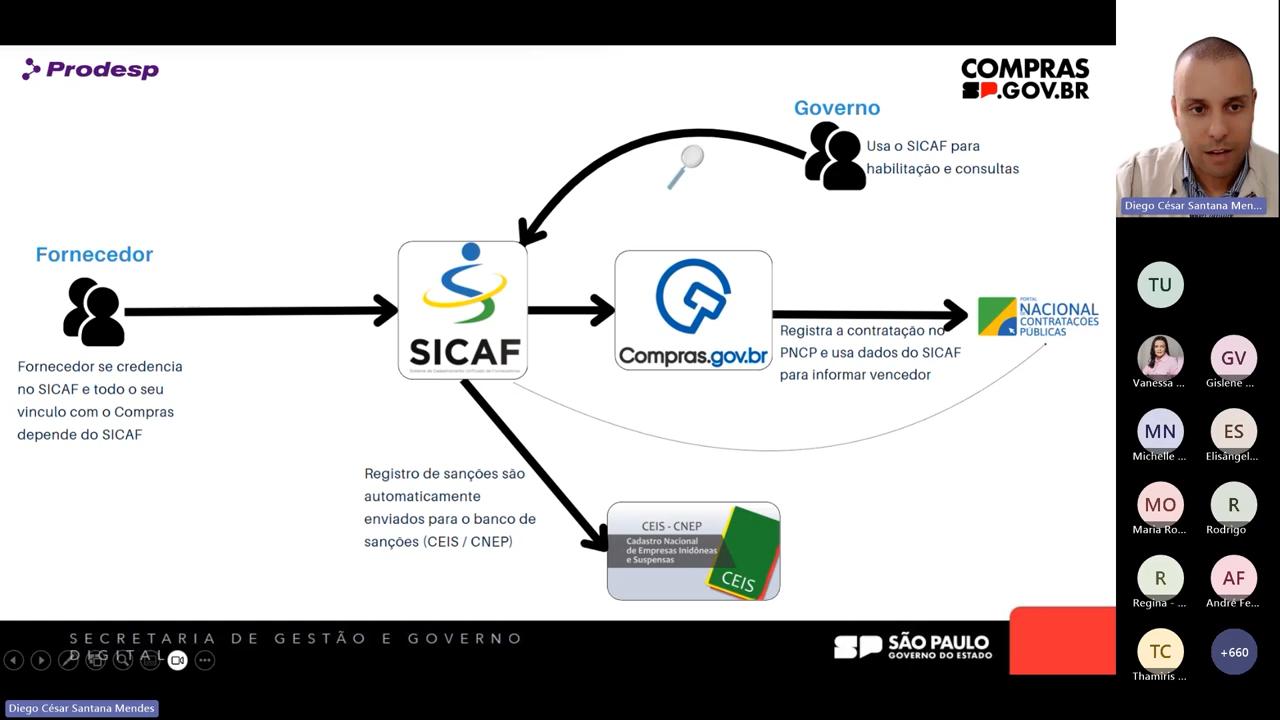 Prodesp
COMPRAS
SP.GOV.BR
Governo
Usa o SICAF para
habilitação e consultas
Fornecedor
Fornecedor se credencia
no SICAF e todo o seu
vinculo com o Compras
depende do SICAF
SICAF
Compras.gov.br
Registra a contratação no
PNCP e usa dados do SICAF
para informar vencedor
PORTAL
NACIONAL
CONTRATAÇÕES
PÚBLICAS
Registro de sanções são
automaticamente
enviados para o banco de
sanções (CEIS / CNEP)
CEIS - CNEP
Cadastro Nacional
de Empresas Inidôneas
e Suspensas
CEIS
SECRETARIA DE GESTÃO E GOVERNO
DIGITAL
SP SÃO PAULO
GOVERNO DO ESTADO
Diego César Santana Mendes
Diego César Santana Men...
TU
Vanessa ...
GV
Gislene ...
MN
Michelle ...
ES
Elisângel...
MO
Maria Ro...
R
Rodrigo
R
Regina - ...
AF
André Fe...
TC
Thamiris ...
+660